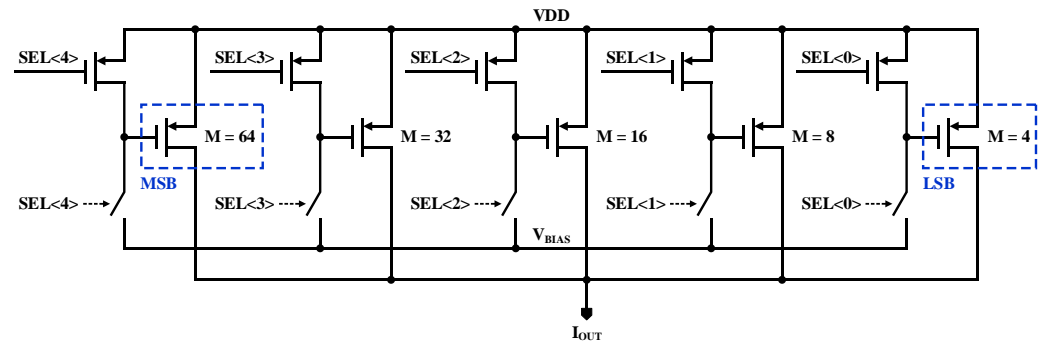 VDD
SEL<4>
SEL<3>
SEL<2>
SEL<1>
SEL<0>
M = 64
M = 32
M = 16
M = 8
M = 4
MSB
LSB
SEL<4>
SEL<3>
SEL<2>
SEL<1>
SEL<0>
VBIAS
IOUT